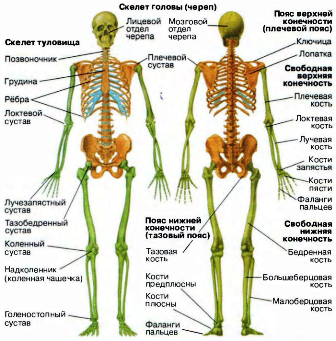 Скелет головы (череп)
Лицевой
отдел
черепа
Мозговой
отдел
черепа
Пояс верхней
конечности
(плечевой пояс)
Скелет туловища
Позвоночник
Грудина
Рёбра
Локтевой
сустав
Плечевой
сустав
Ключица
Лопатка
Свободная
верхняя
конечность
Плечевая
кость
Локтевая
кость
Лучевая
кость
Кости
запястья
Кости
пясти
Фаланги
пальцев
Лучезапястный
сустав
Тазобедренный
сустав
Коленный
сустав
Надколенник
(коленная чашечка)
Голеностопный
сустав
Пояс нижней
конечности
(тазовый пояс)
Тазовая
кость
Кости
предплюсны
Кости
плюсны
Фаланги
пальцев
Свободная
нижняя
конечность
Бедренная
кость
Большеберцовая
кость
Малоберцовая
кость